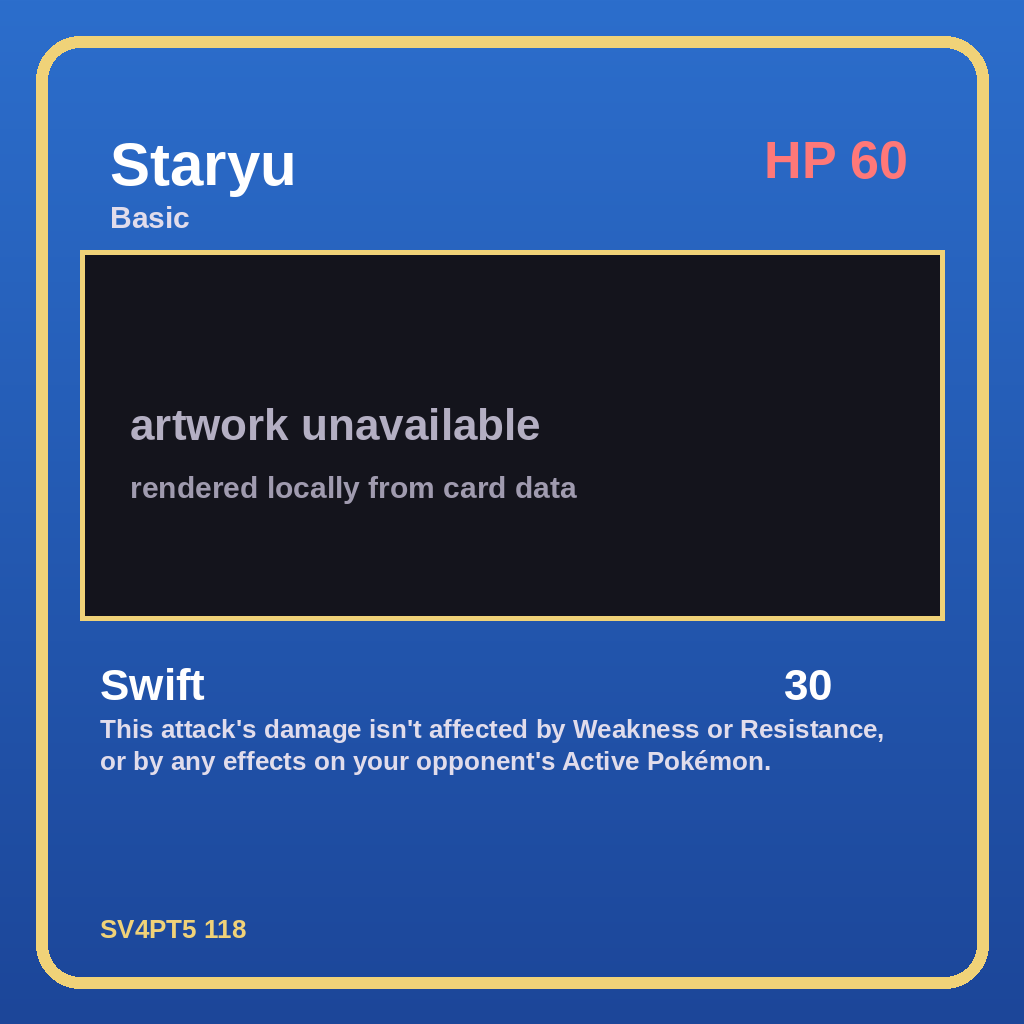 Staryu
HP 60
Basic
artwork unavailable
rendered locally from card data
Swift
30
This attack's damage isn't affected by Weakness or Resistance,
or by any effects on your opponent's Active Pokémon.
SV4PT5 118